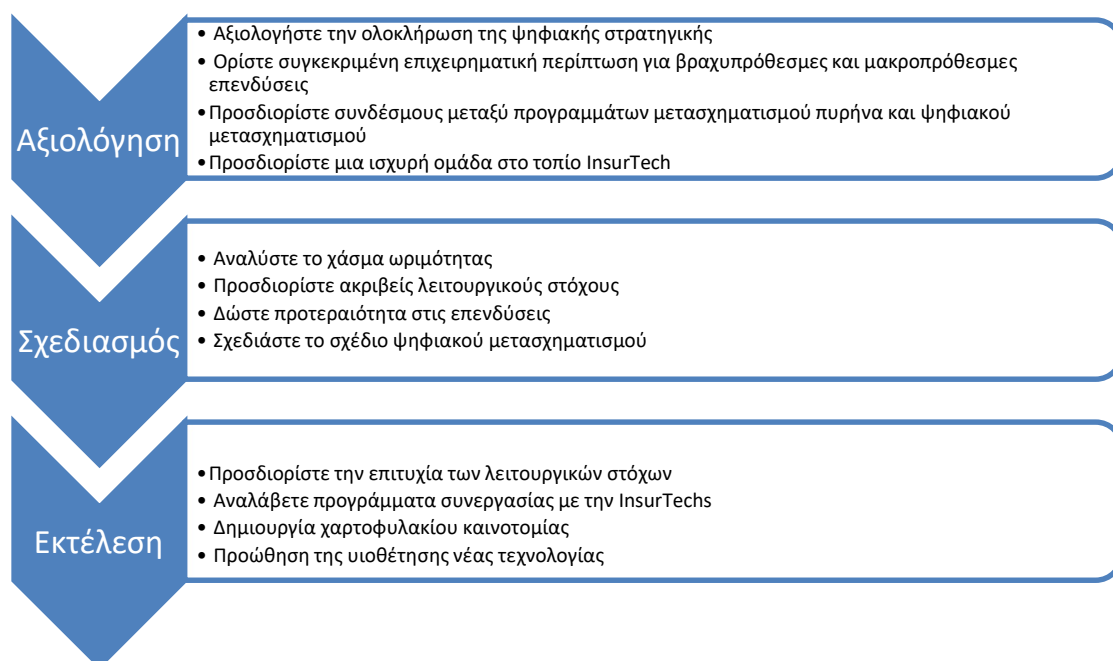 Αξιολόγηση
• Αξιολογήστε την ολοκλήρωση της ψηφιακής στρατηγικής
• Ορίστε συγκεκριμένη επιχειρηματική περίπτωση για βραχυπρόθεσμες και μακροπρόθεσμες
επενδύσεις
• Προσδιορίστε συνδέσμους μεταξύ προγραμμάτων μετασχηματισμού πυρήνα και ψηφιακού
μετασχηματισμού
• Προσδιορίστε μια ισχυρή ομάδα στο τοπίο InsurTech
Σχεδιασμός
• Αναλύστε το χάσμα ωριμότητας
• Προσδιορίστε ακριβείς λειτουργικούς στόχους
• Δώστε προτεραιότητα στις επενδύσεις
• Σχεδιάστε το σχέδιο ψηφιακού μετασχηματισμού
Εκτέλεση
• Προσδιορίστε την επιτυχία των λειτουργικών στόχων
• Αναλάβετε προγράμματα συνεργασίας με την InsurTechs
• Δημιουργία χαρτοφυλακίου καινοτομίας
• Προώθηση της υιοθέτησης νέας τεχνολογίας